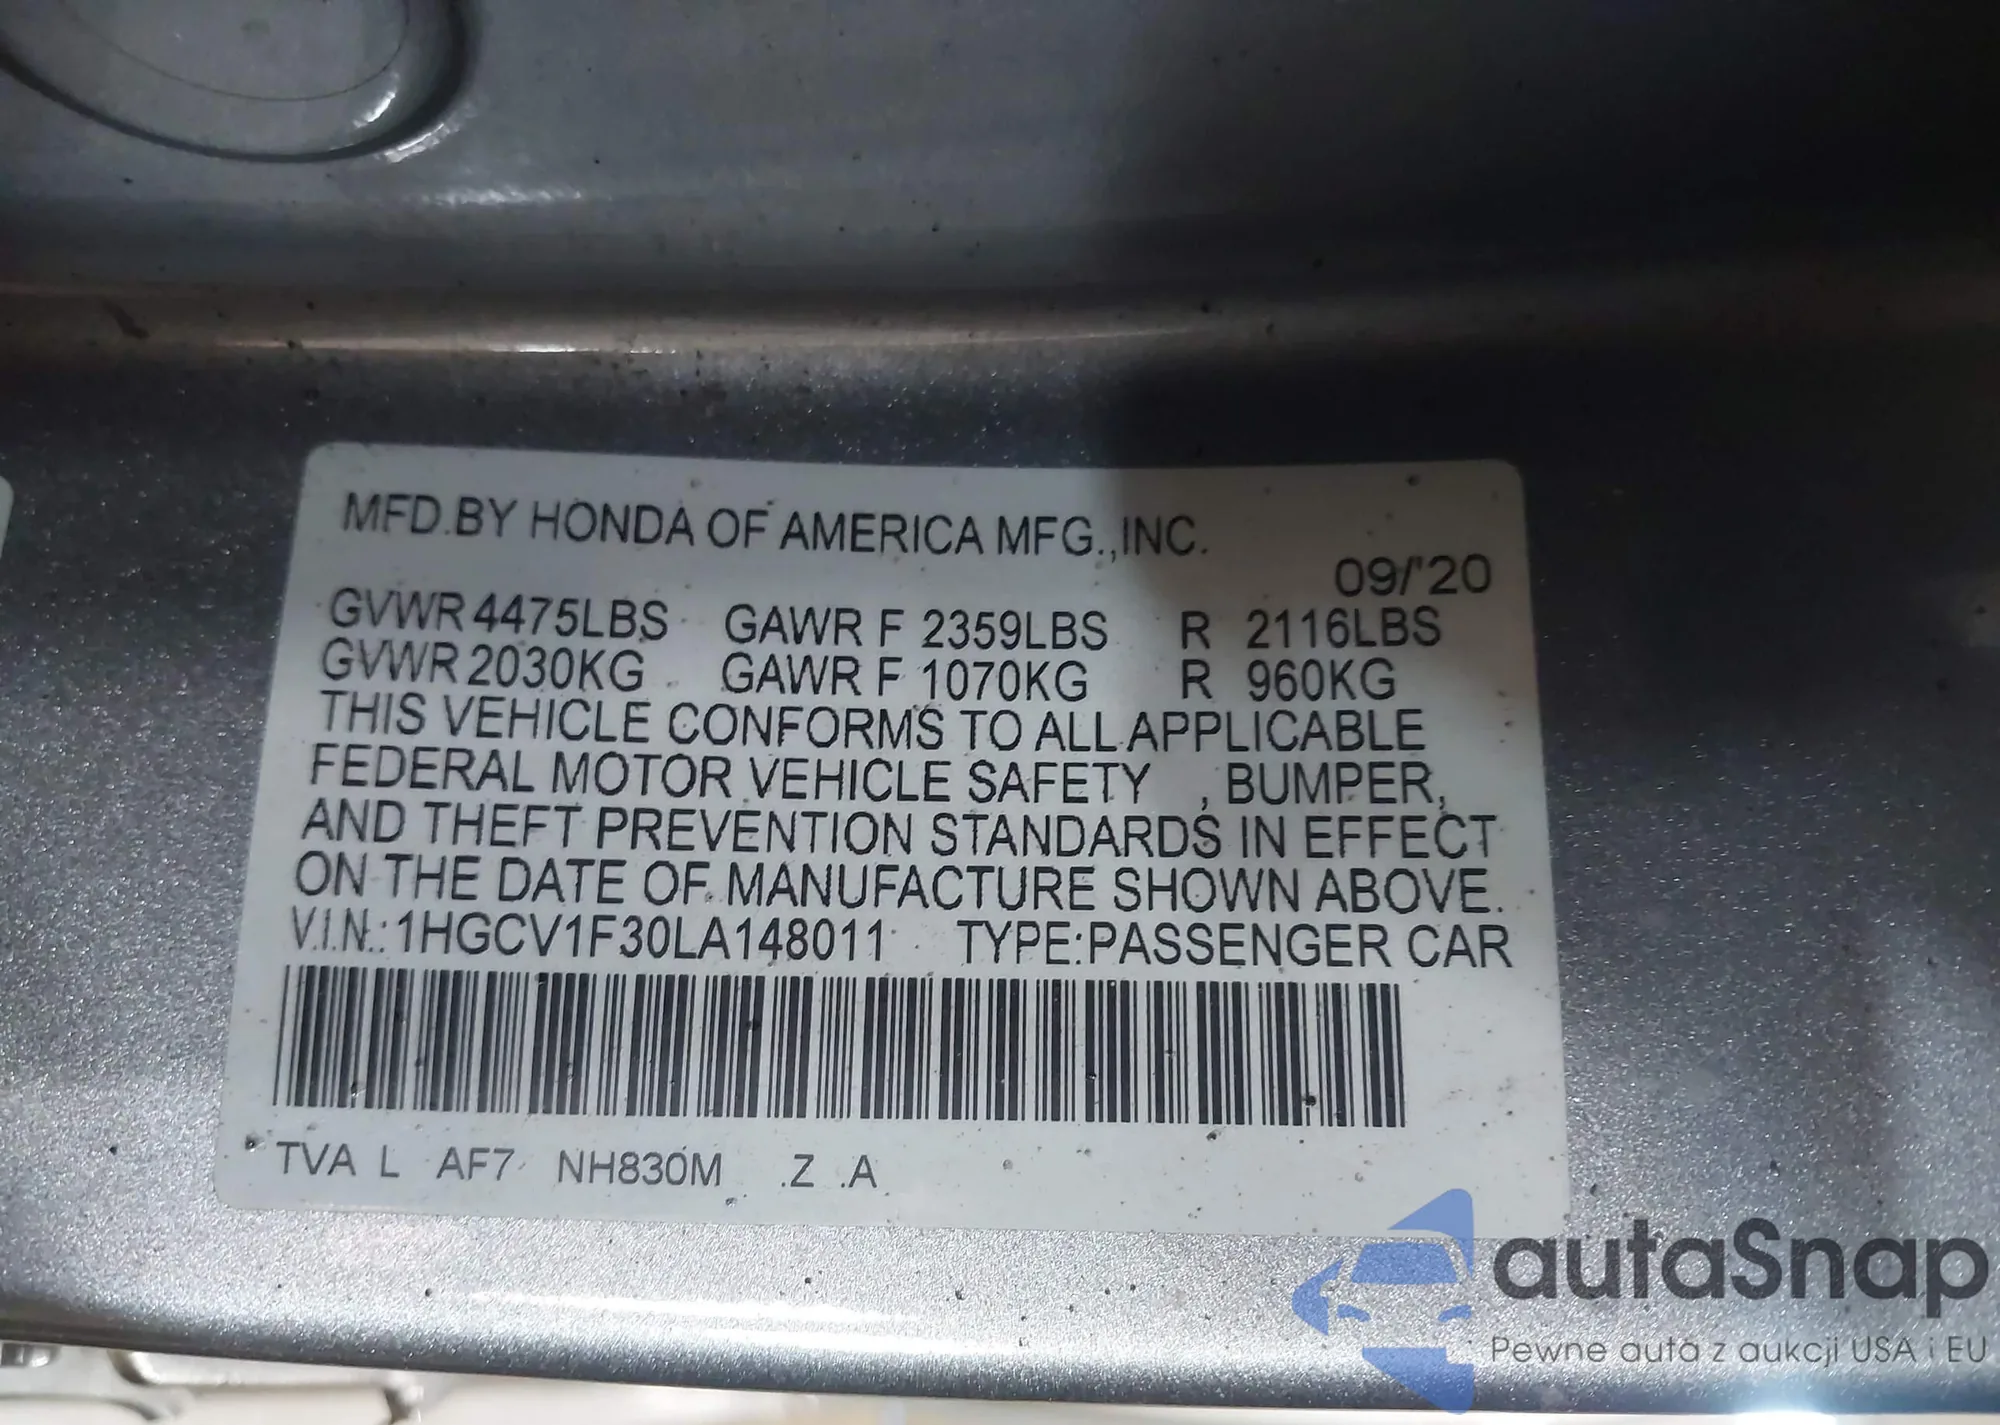 MFD.BY HONDA OF AMERICA MFG.,INC.
09/'20
GVWR 4475LBS GAWR F 2359LBS R 2116LBS
GVWR 2030KG GAWR F 1070KG R 960KG
THIS VEHICLE CONFORMS TO ALL APPLICABLE
FEDERAL MOTOR VEHICLE SAFETY , BUMPER,
AND THEFT PREVENTION STANDARDS IN EFFECT
ON THE DATE OF MANUFACTURE SHOWN ABOVE.
V.I.N.: 1HGCV1F30LA148011 TYPE:PASSENGER CAR
TVA L AF7 NH830M .Z .A
autaSnap
Pewne auta z aukcji USA i EU